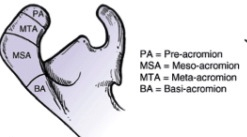 PA
MTA
MSA
BA
PA = Pre-acromion
MSA = Meso-acromion
MTA = Meta-acromion
BA = Basi-acromion